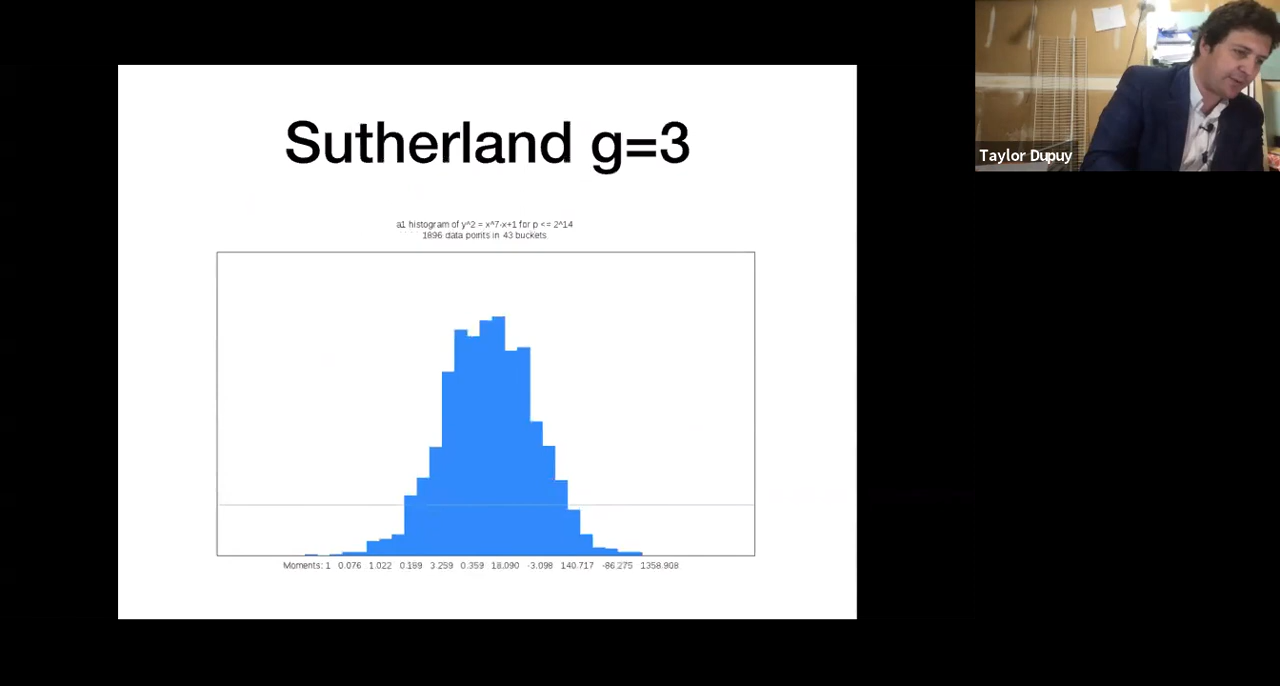 Sutherland g=3
a1 histogram of y^2 = x^7-x+1 for p <= 2^14
1896 data points in 43 buckets
Moments: 1 0.076 1.022 0.159 3.259 0.359 18.090 -3.098 140.717 -86.275 1358.908
Taylor Dupuy